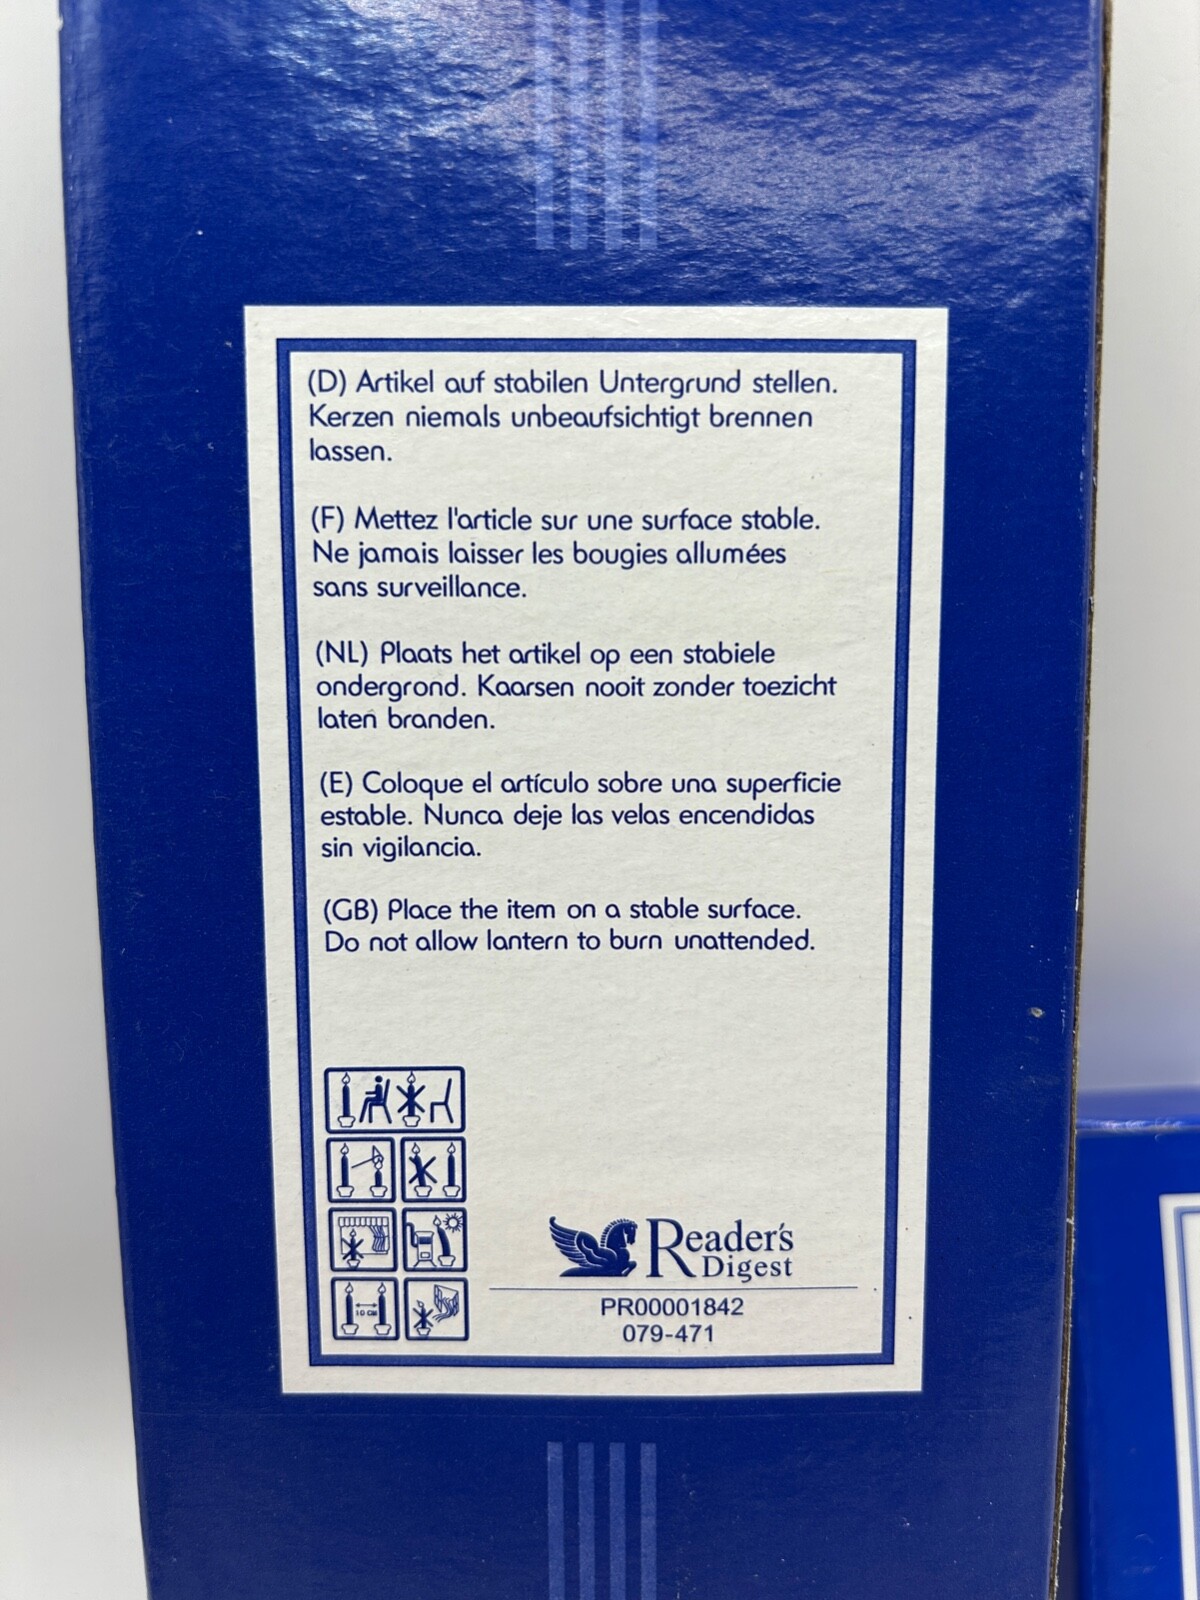 (D) Artikel auf stabilen Untergrund stellen.
Kerzen niemals unbeaufsichtigt brennen
lassen.
(F) Mettez l'article sur une surface stable.
Ne jamais laisser les bougies allumées
sans surveillance.
(NL) Plaats het artikel op een stabiele
ondergrond. Kaarsen nooit zonder toezicht
laten branden.
(E) Coloque el artículo sobre una superficie
estable. Nunca deje las velas encendidas
sin vigilancia.
(GB) Place the item on a stable surface.
Do not allow lantern to burn unattended.
10 CM
Reader's
Digest
PR00001842
079-471